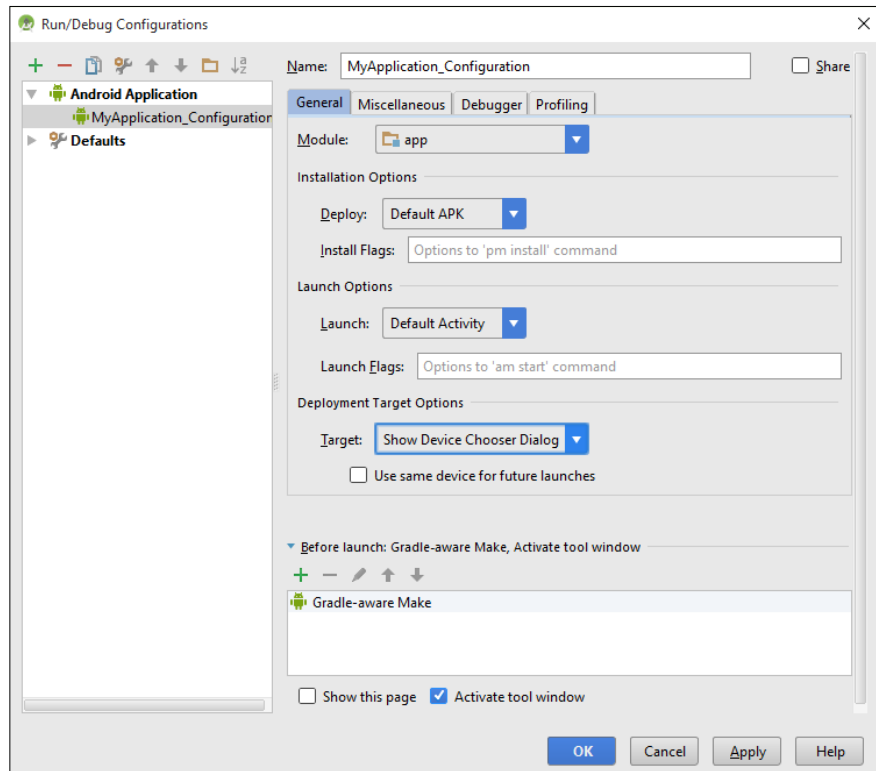 Run/Debug Configurations
Name: MyApplication_Configuration Share
Android Application
MyApplication_Configuration
Defaults
General Miscellaneous Debugger Profiling
Module: app
Installation Options
Deploy: Default APK
Install Flags: Options to 'pm install' command
Launch Options
Launch: Default Activity
Launch Flags: Options to 'am start' command
Deployment Target Options
Target: Show Device Chooser Dialog
Use same device for future launches
Before launch: Gradle-aware Make, Activate tool window
Gradle-aware Make
Show this page Activate tool window
OK Cancel Apply Help